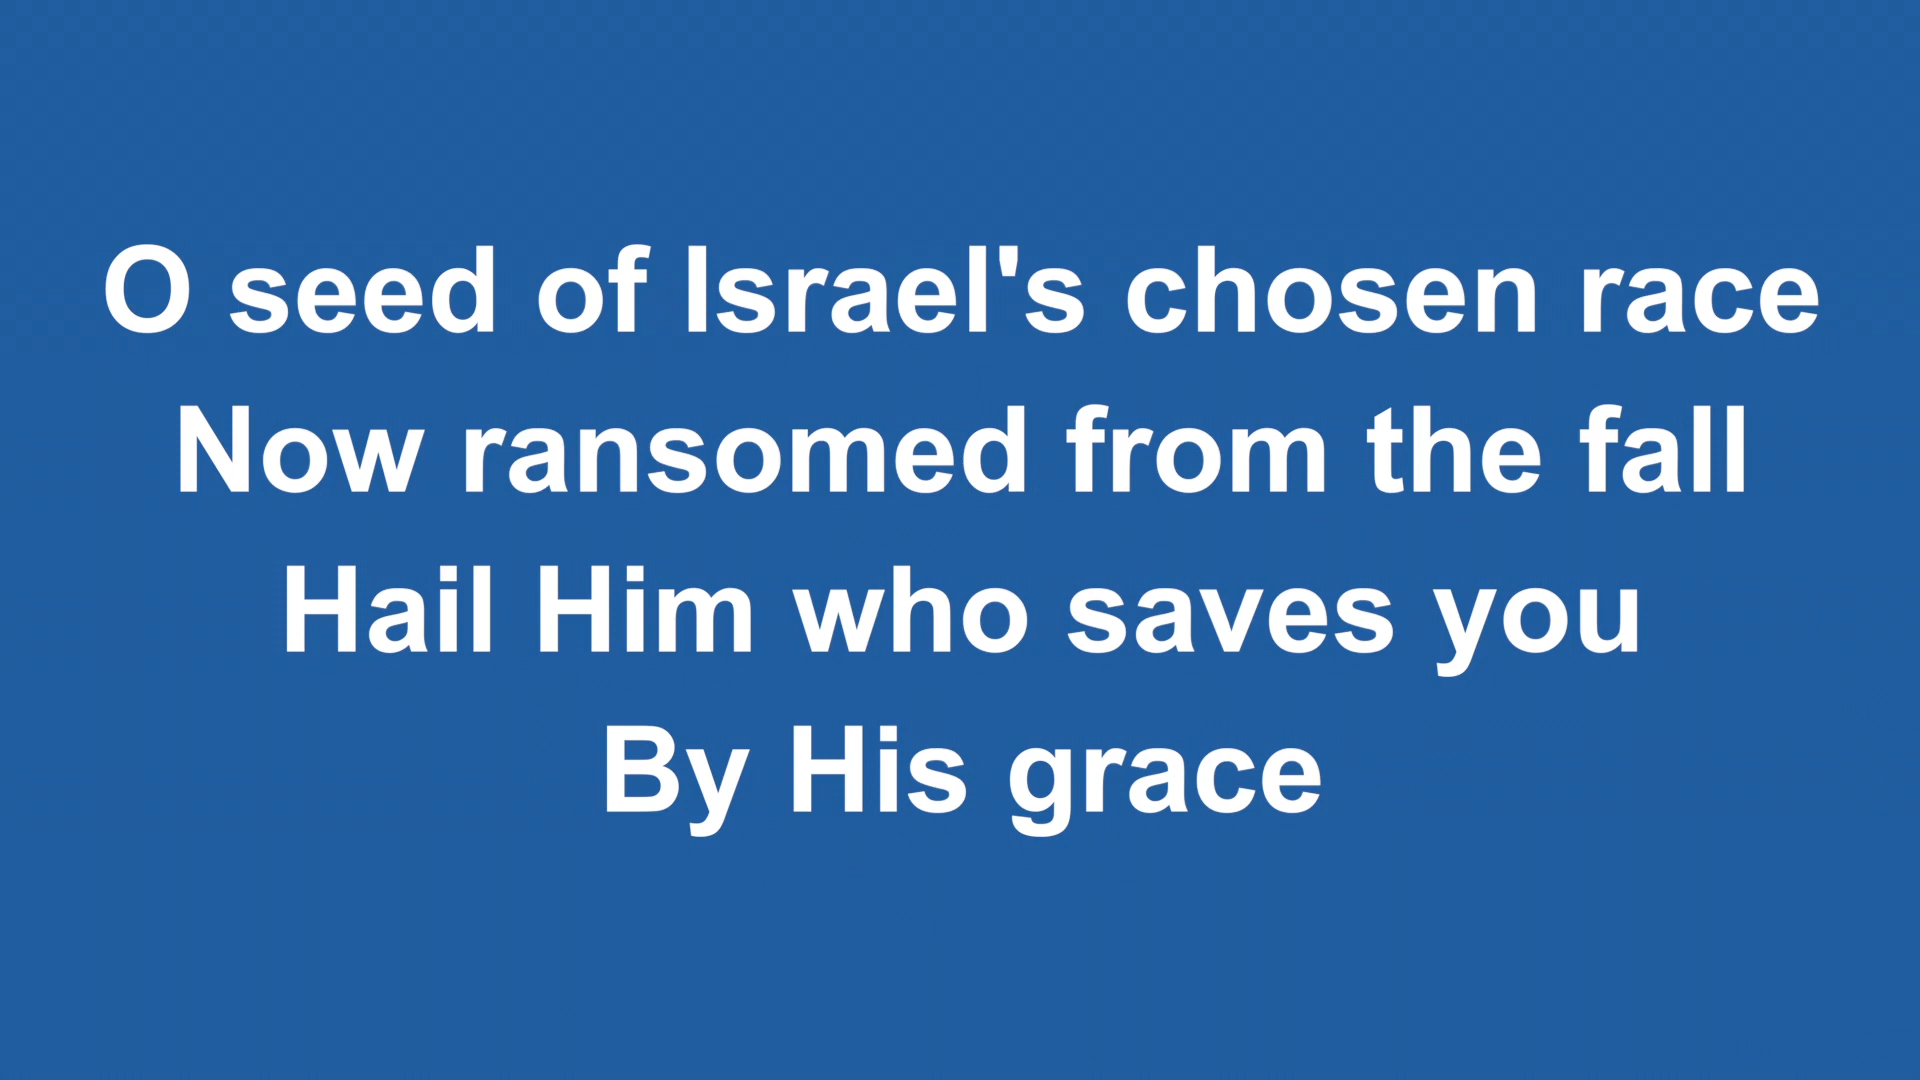 O seed of Israel's chosen race
Now ransomed from the fall
Hail Him who saves you
By His grace